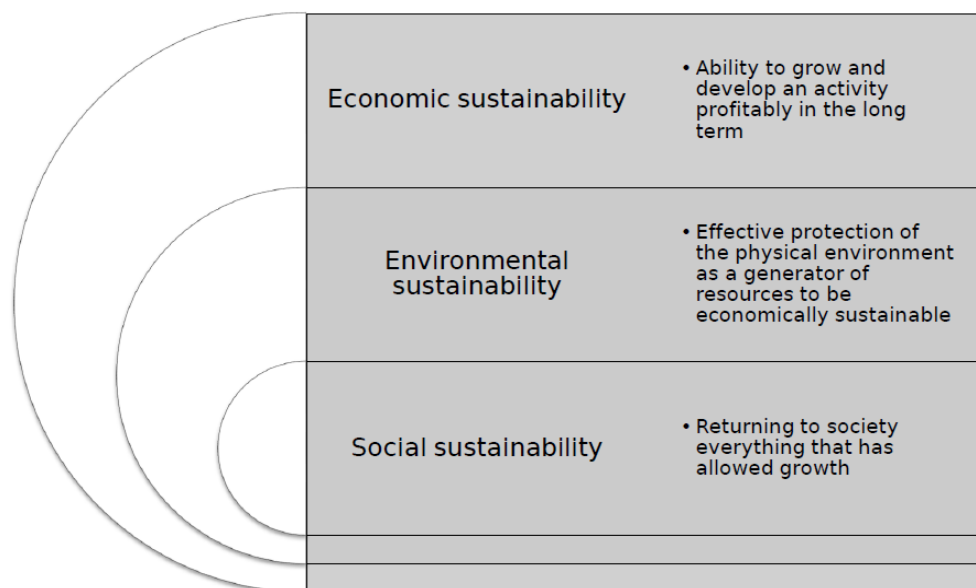 Economic sustainability
• Ability to grow and
develop an activity
profitably in the long
term
Environmental
sustainability
• Effective protection of
the physical environment
as a generator of
resources to be
economically sustainable
Social sustainability
• Returning to society
everything that has
allowed growth